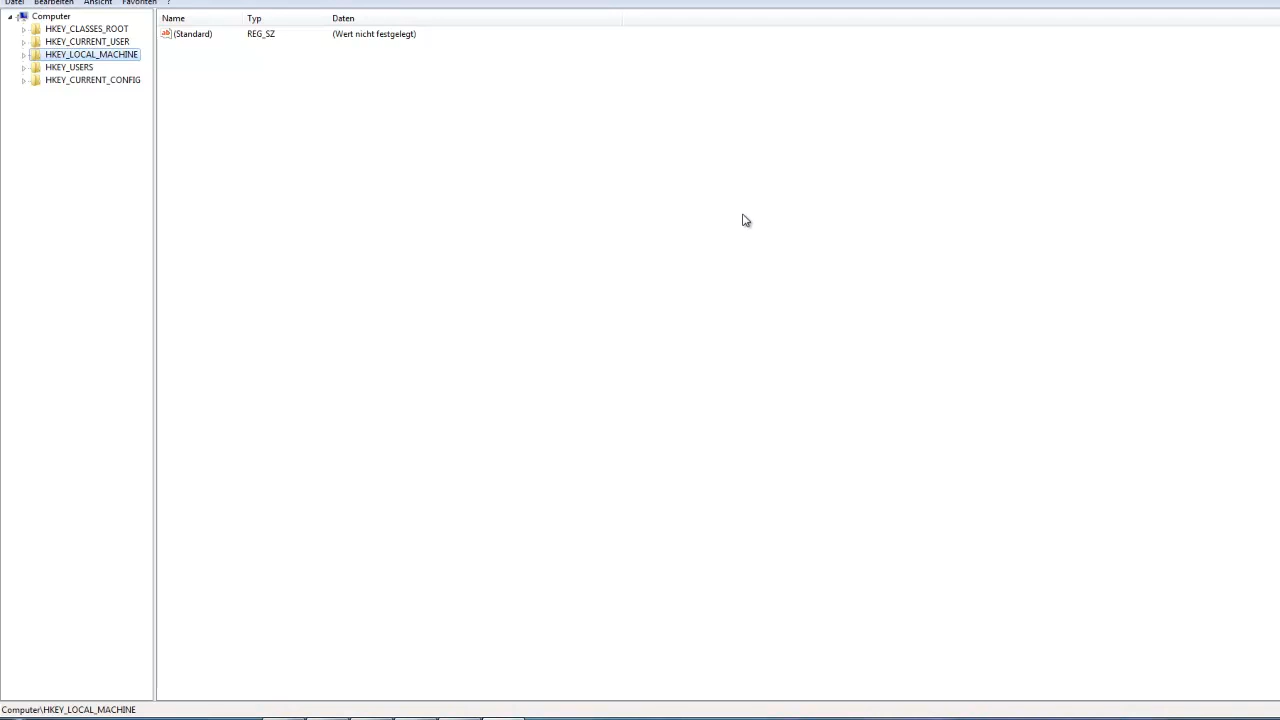 Datei Bearbeiten Ansicht Favoriten ?
Computer
HKEY_CLASSES_ROOT
HKEY_CURRENT_USER
HKEY_LOCAL_MACHINE
HKEY_USERS
HKEY_CURRENT_CONFIG
Name Typ Daten
ab (Standard) REG_SZ (Wert nicht festgelegt)
Computer\HKEY_LOCAL_MACHINE